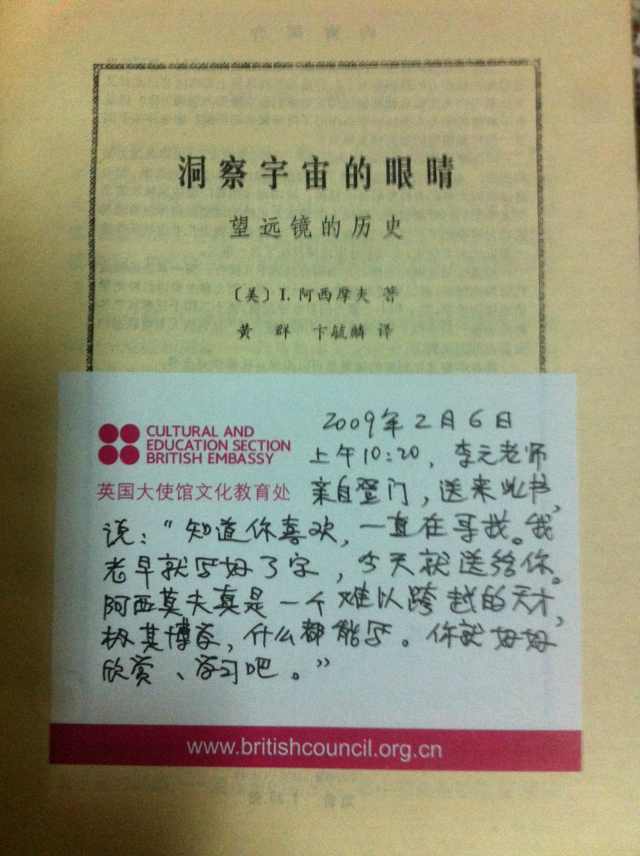 洞察宇宙的眼睛
望远镜的历史
〔美〕I. 阿西摩夫 著
黄 群 卞毓麟 译
CULTURAL AND
EDUCATION SECTION
BRITISH EMBASSY
英国大使馆文化教育处
2009年2月6日
上午10:20，李元老师
亲自登门，送来此书，
说：“知道你喜欢，一直在寻找。我
老早就写好了字，今天就送给你。
阿西莫夫真是一个难以跨越的天才，
极其博学，什么都能写。你就好好
欣赏、学习吧。”
www.britishcouncil.org.cn